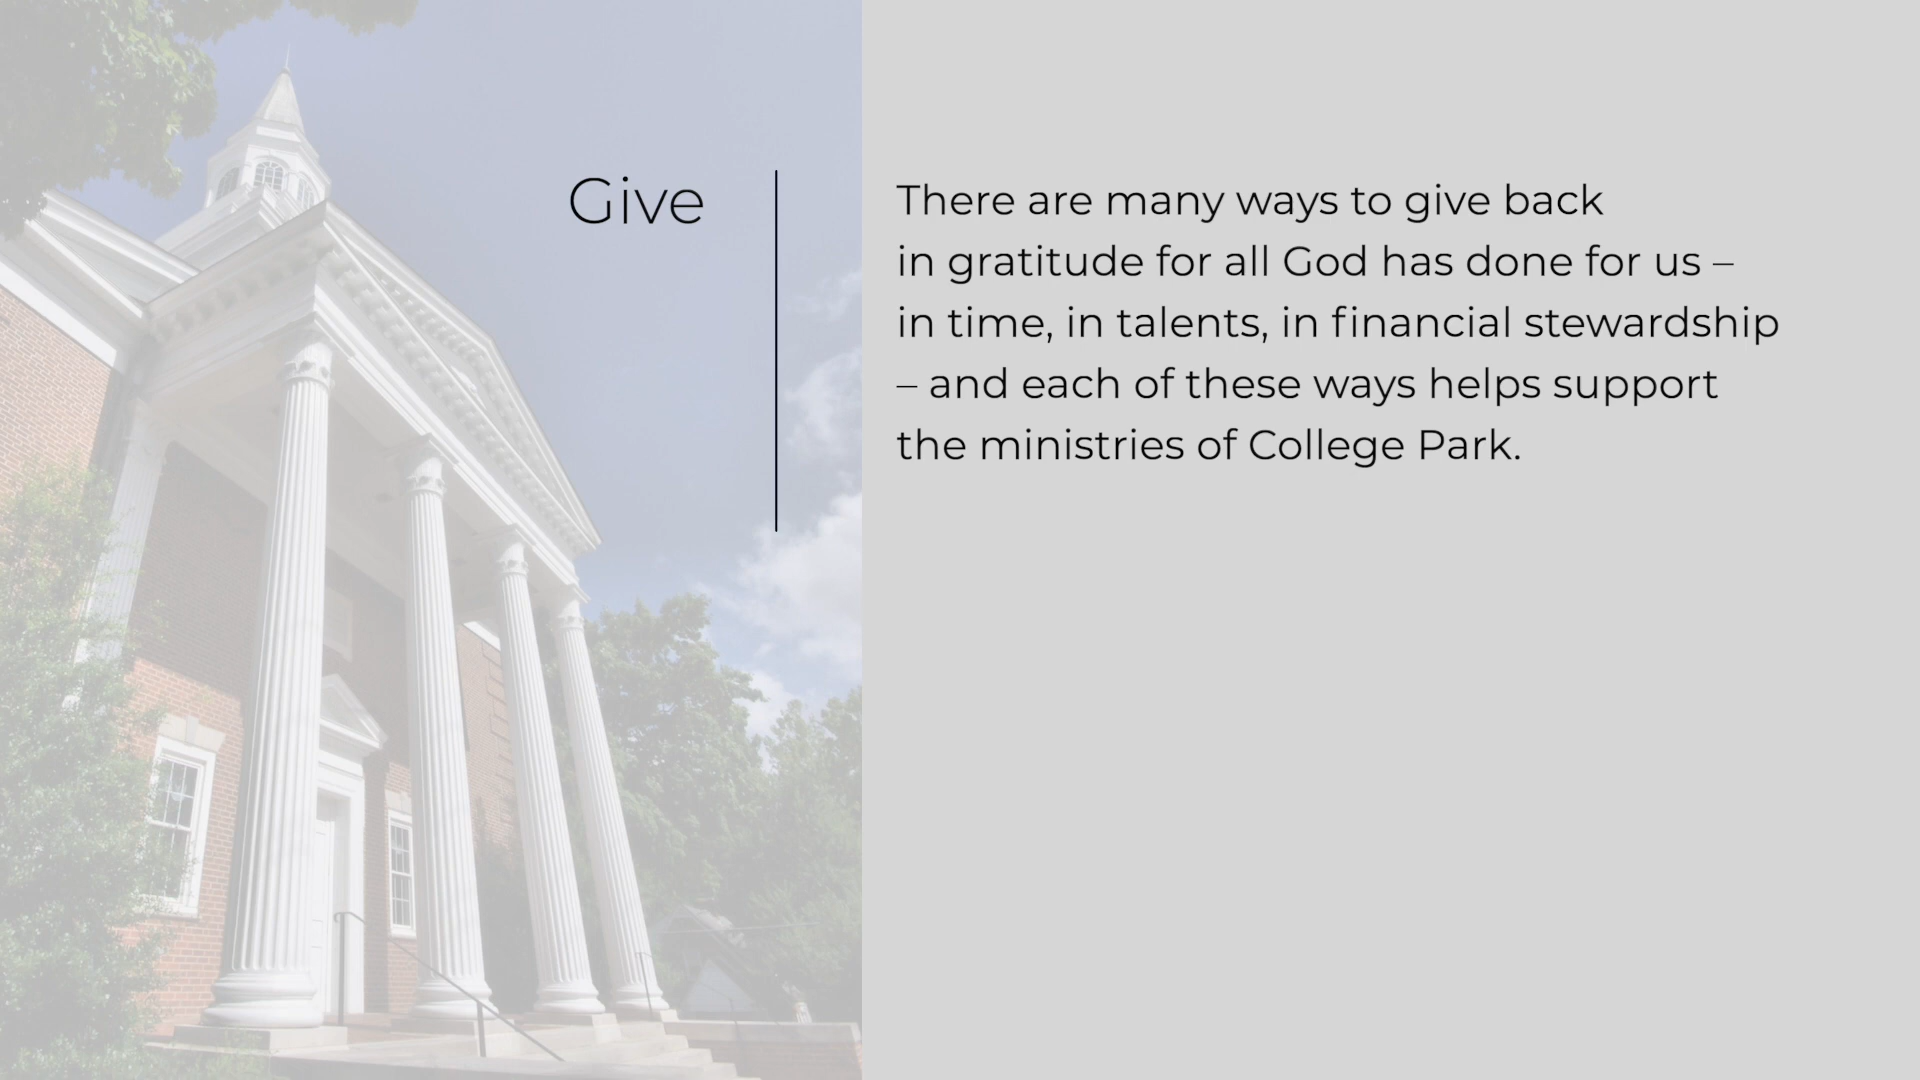 Give
There are many ways to give back
in gratitude for all God has done for us –
in time, in talents, in financial stewardship
– and each of these ways helps support
the ministries of College Park.